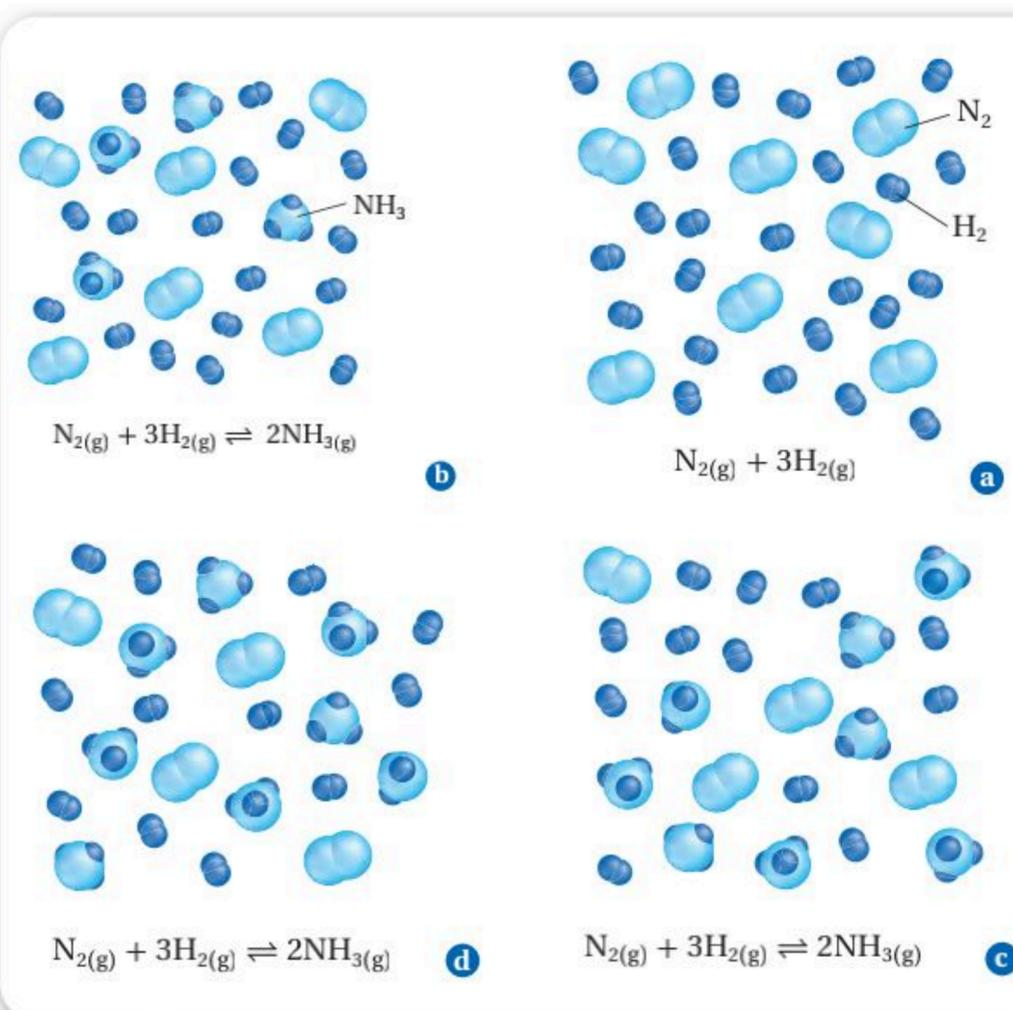 N₂
H₂
N₂(g) + 3H₂(g)
a
NH₃
N₂(g) + 3H₂(g) ⇌ 2NH₃(g)
b
N₂(g) + 3H₂(g) ⇌ 2NH₃(g)
c
N₂(g) + 3H₂(g) ⇌ 2NH₃(g)
d